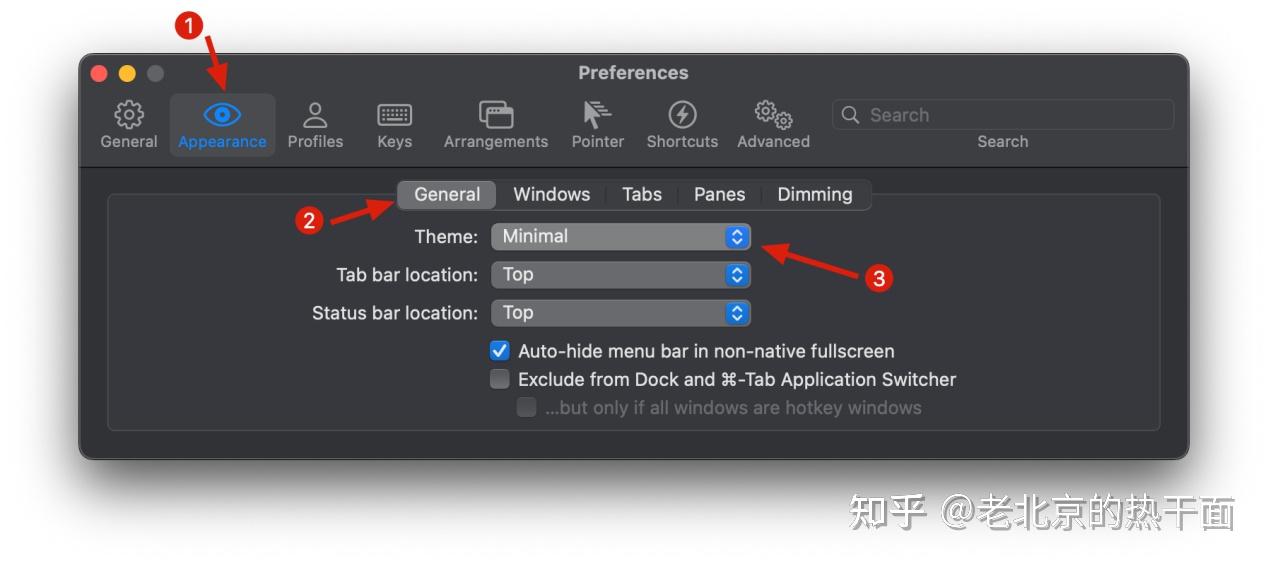 1
Preferences
General Appearance Profiles Keys Arrangements Pointer Shortcuts Advanced Search
Search
General Windows Tabs Panes Dimming
2
Theme: Minimal
3
Tab bar location: Top
Status bar location: Top
Auto-hide menu bar in non-native fullscreen
Exclude from Dock and ⌘-Tab Application Switcher
...but only if all windows are hotkey windows
知乎 @老北京的热干面